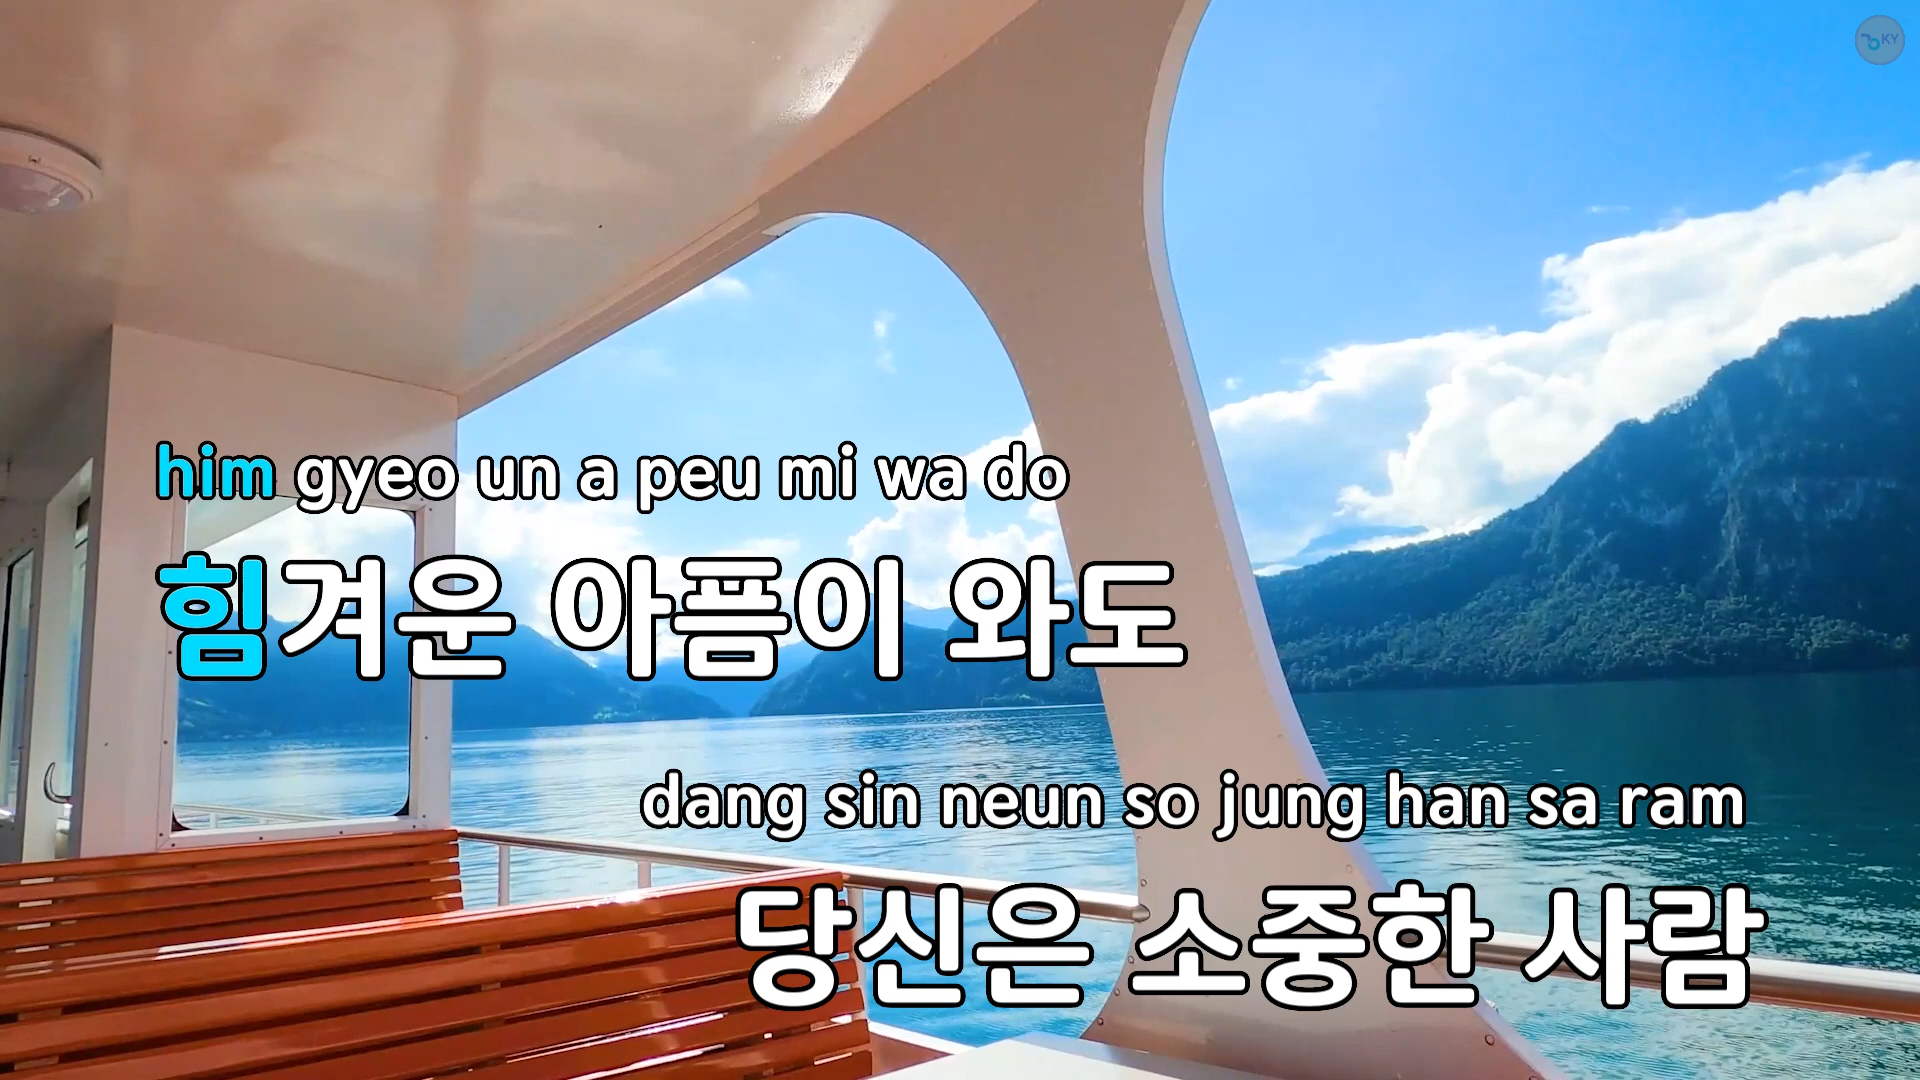 KY
him gyeo un a peu mi wa do
힘겨운 아픔이 와도
dang sin neun so jung han sa ram
당신은 소중한 사람